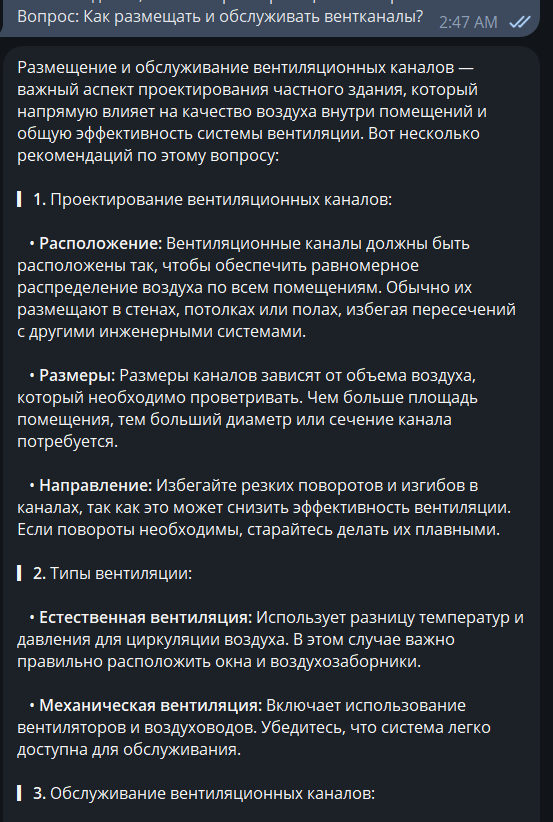 Вопрос: Как размещать и обслуживать вентканалы?
2:47 AM
Размещение и обслуживание вентиляционных каналов —
важный аспект проектирования частного здания, который
напрямую влияет на качество воздуха внутри помещений и
общую эффективность системы вентиляции. Вот несколько
рекомендаций по этому вопросу:
1. Проектирование вентиляционных каналов:
• Расположение: Вентиляционные каналы должны быть
расположены так, чтобы обеспечить равномерное
распределение воздуха по всем помещениям. Обычно их
размещают в стенах, потолках или полах, избегая пересечений
с другими инженерными системами.
• Размеры: Размеры каналов зависят от объема воздуха,
который необходимо проветривать. Чем больше площадь
помещения, тем больший диаметр или сечение канала
потребуется.
• Направление: Избегайте резких поворотов и изгибов в
каналах, так как это может снизить эффективность вентиляции.
Если повороты необходимы, старайтесь делать их плавными.
2. Типы вентиляции:
• Естественная вентиляция: Использует разницу температур и
давления для циркуляции воздуха. В этом случае важно
правильно расположить окна и воздухозаборники.
• Механическая вентиляция: Включает использование
вентиляторов и воздуховодов. Убедитесь, что система легко
доступна для обслуживания.
3. Обслуживание вентиляционных каналов: